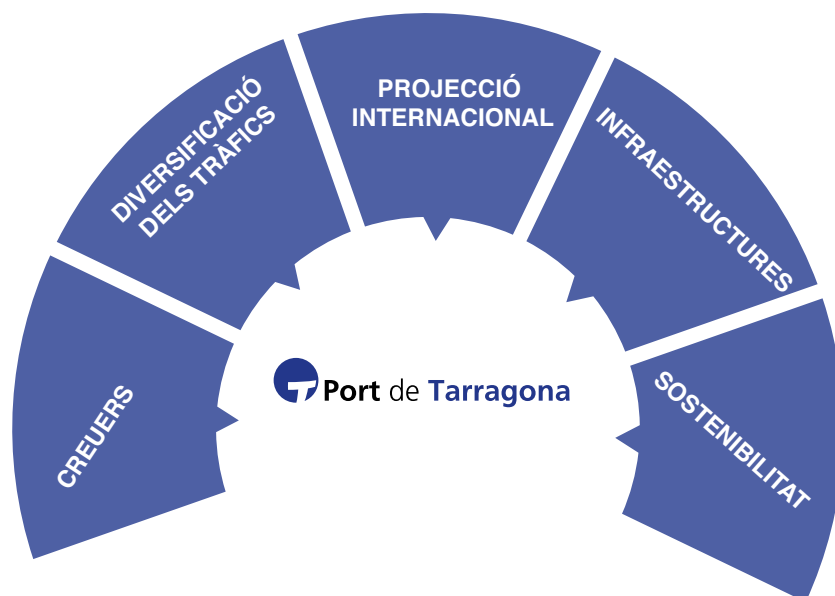 PROJECCIÓ
INTERNACIONAL
DIVERSIFICACIÓ
DELS TRÀFICS
INFRAESTRUCTURES
CREUERS
SOSTENIBILITAT
Port de Tarragona